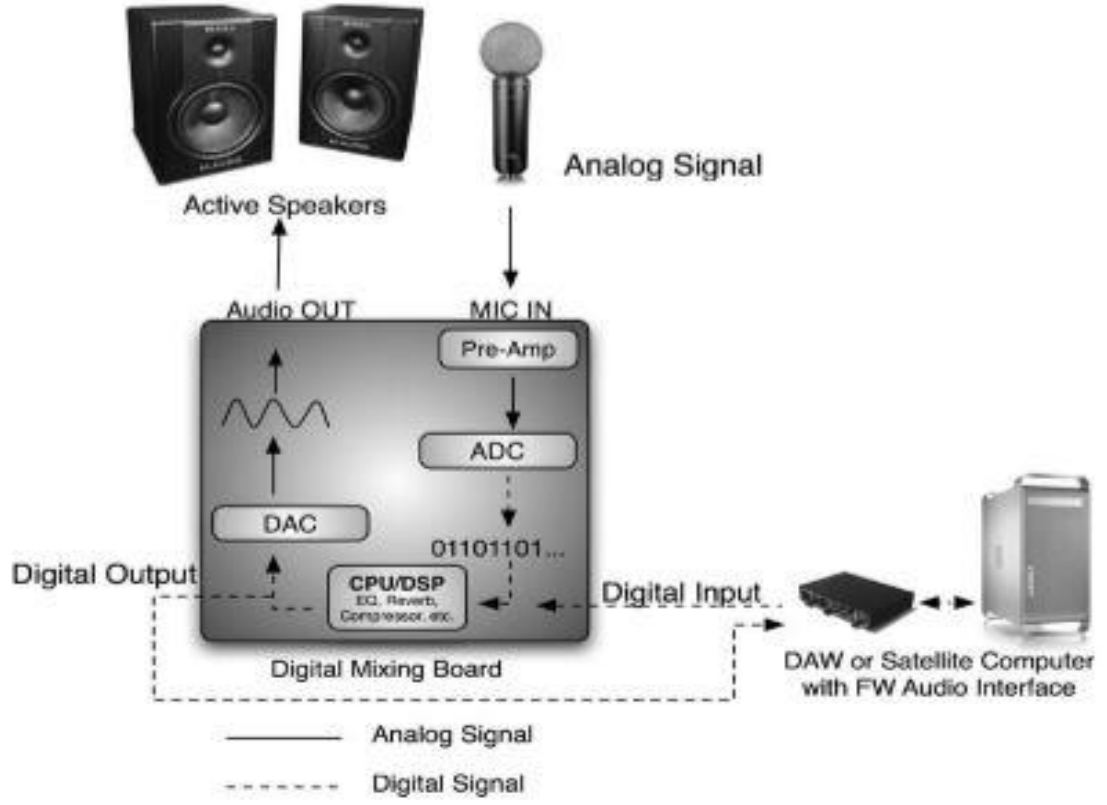 Analog Signal
Active Speakers
Audio OUT
MIC IN
Pre-Amp
ADC
DAC
01101101...
CPU/DSP
EQ, Reverb,
Compressor, etc.
Digital Output
Digital Input
Digital Mixing Board
DAW or Satellite Computer
with FW Audio Interface
Analog Signal
Digital Signal